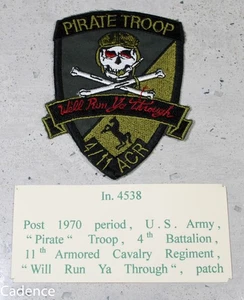 PIRATE TROOP
Will Run Ya Through
4/11 ACR
In. 4538
Post 1970 period, U.S. Army,
"Pirate" Troop, 4th Battalion,
11th Armored Cavalry Regiment,
"Will Run Ya Through", patch
Cadence